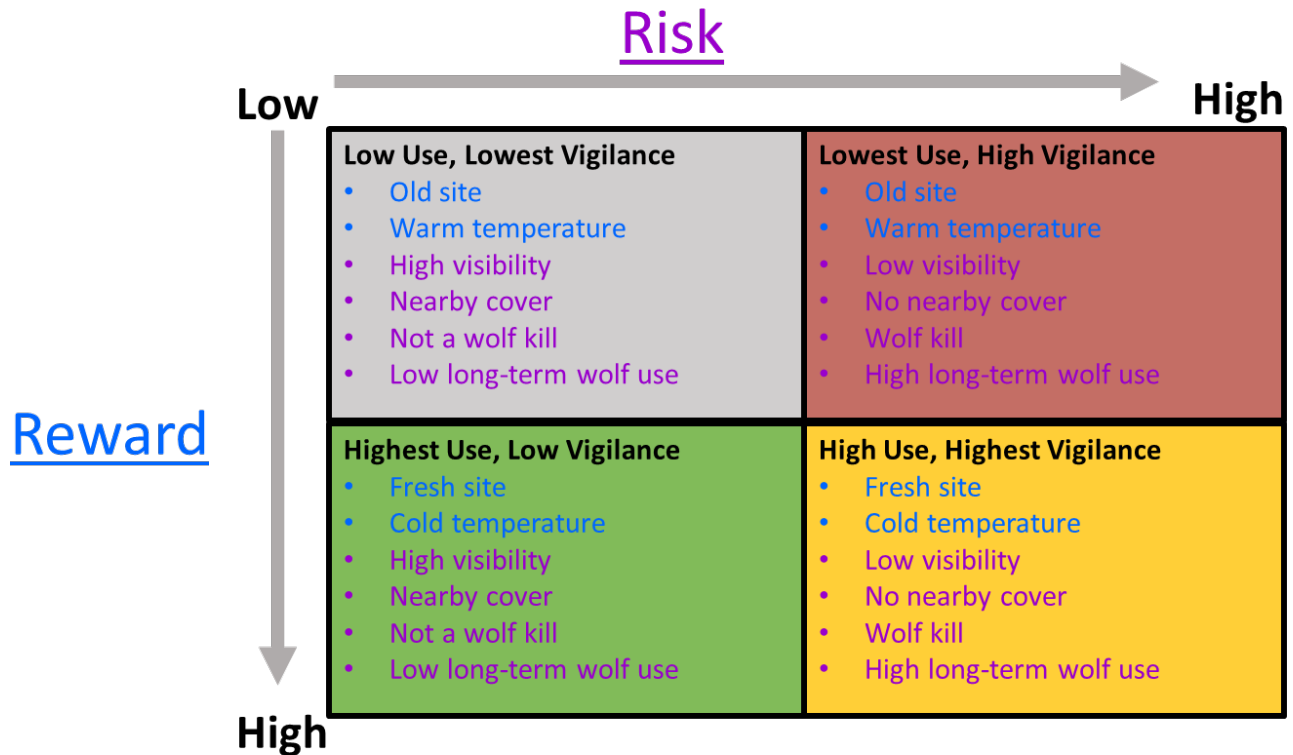 Risk
Low
High
Low Use, Lowest Vigilance
• Old site
• Warm temperature
• High visibility
• Nearby cover
• Not a wolf kill
• Low long-term wolf use
Lowest Use, High Vigilance
• Old site
• Warm temperature
• Low visibility
• No nearby cover
• Wolf kill
• High long-term wolf use
Reward
Highest Use, Low Vigilance
• Fresh site
• Cold temperature
• High visibility
• Nearby cover
• Not a wolf kill
• Low long-term wolf use
High Use, Highest Vigilance
• Fresh site
• Cold temperature
• Low visibility
• No nearby cover
• Wolf kill
• High long-term wolf use
High